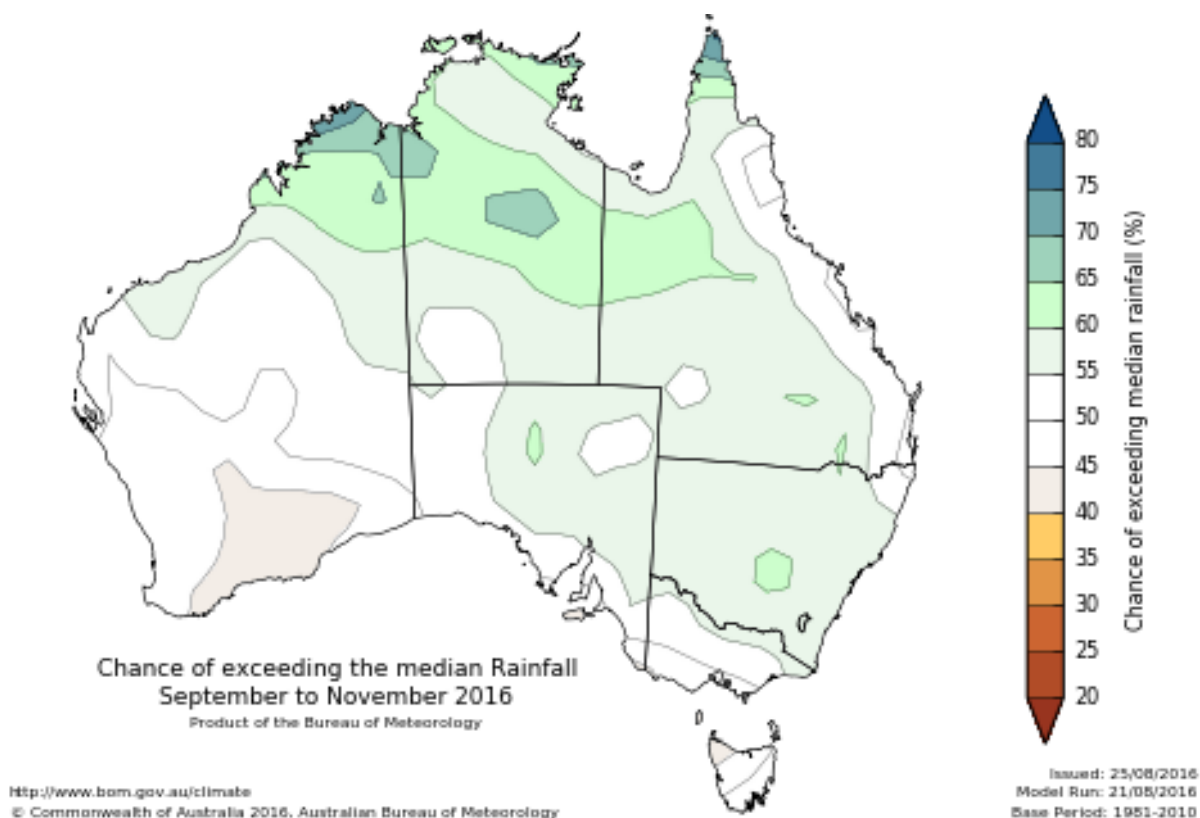 80
75
70
65
60
55
50
45
40
35
30
25
20
Chance of exceeding median rainfall (%)
Chance of exceeding the median Rainfall
September to November 2016
Product of the Bureau of Meteorology
http://www.bom.gov.au/climate
© Commonwealth of Australia 2016, Australian Bureau of Meteorology
Issued: 25/08/2016
Model Run: 21/08/2016
Base Period: 1981-2010